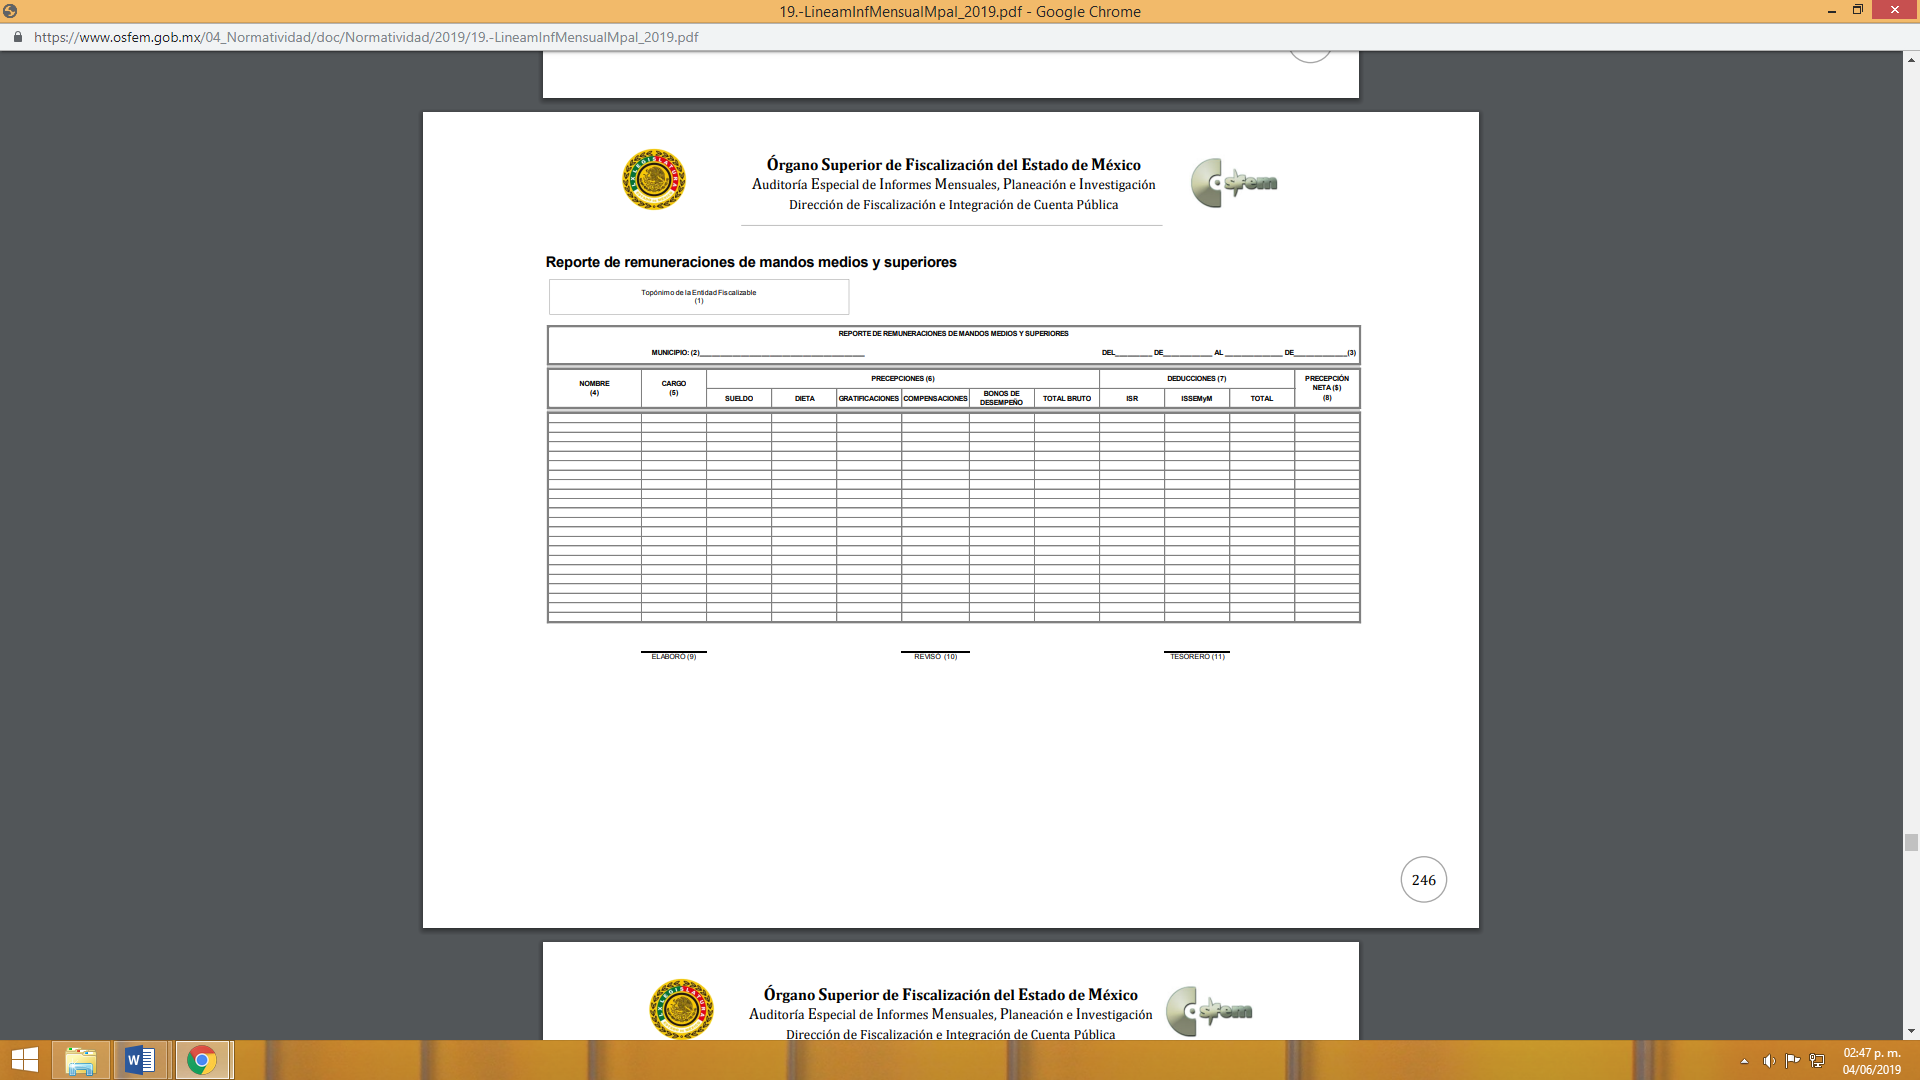 19.-LineamInfMensualMpal_2019.pdf - Google Chrome
https://www.osfem.gob.mx/04_Normatividad/doc/Normatividad/2019/19.-LineamInfMensualMpal_2019.pdf
Órgano Superior de Fiscalización del Estado de México
Auditoría Especial de Informes Mensuales, Planeación e Investigación
Dirección de Fiscalización e Integración de Cuenta Pública
Osfem
Reporte de remuneraciones de mandos medios y superiores
Topónimo de la Entidad Fiscalizable
(1)
REPORTE DE REMUNERACIONES DE MANDOS MEDIOS Y SUPERIORES
MUNICIPIO: (2)________________________________________ DEL_________ DE____________ AL ______________ DE_____________(3)
NOMBRE
(4)
CARGO
(5)
PRECEPCIONES (6)
SUELDO DIETA GRATIFICACIONES COMPENSACIONES BONOS DE DESEMPEÑO TOTAL BRUTO
DEDUCCIONES (7)
ISR ISSEMyM TOTAL
PRECEPCIÓN
NETA ($)
(8)
ELABORÓ (9) REVISÓ (10) TESORERO (11)
246
Órgano Superior de Fiscalización del Estado de México
Auditoría Especial de Informes Mensuales, Planeación e Investigación
Dirección de Fiscalización e Integración de Cuenta Pública
Osfem
02:47 p. m.
04/06/2019